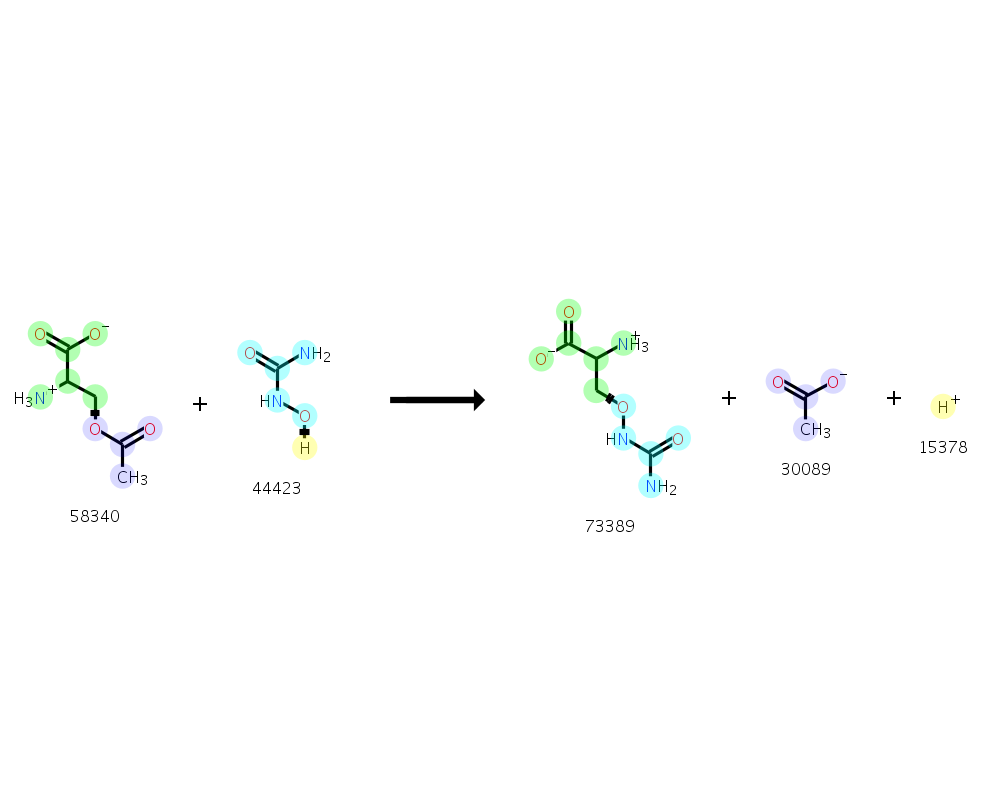 O O⁻
H₃N⁺
O O
CH₃
58340
+
O NH₂
HN
O
H
44423
+
O
O⁻ NH₃⁺
O
HN O
NH₂
73389
+
O O⁻
CH₃
30089
+
H⁺
15378